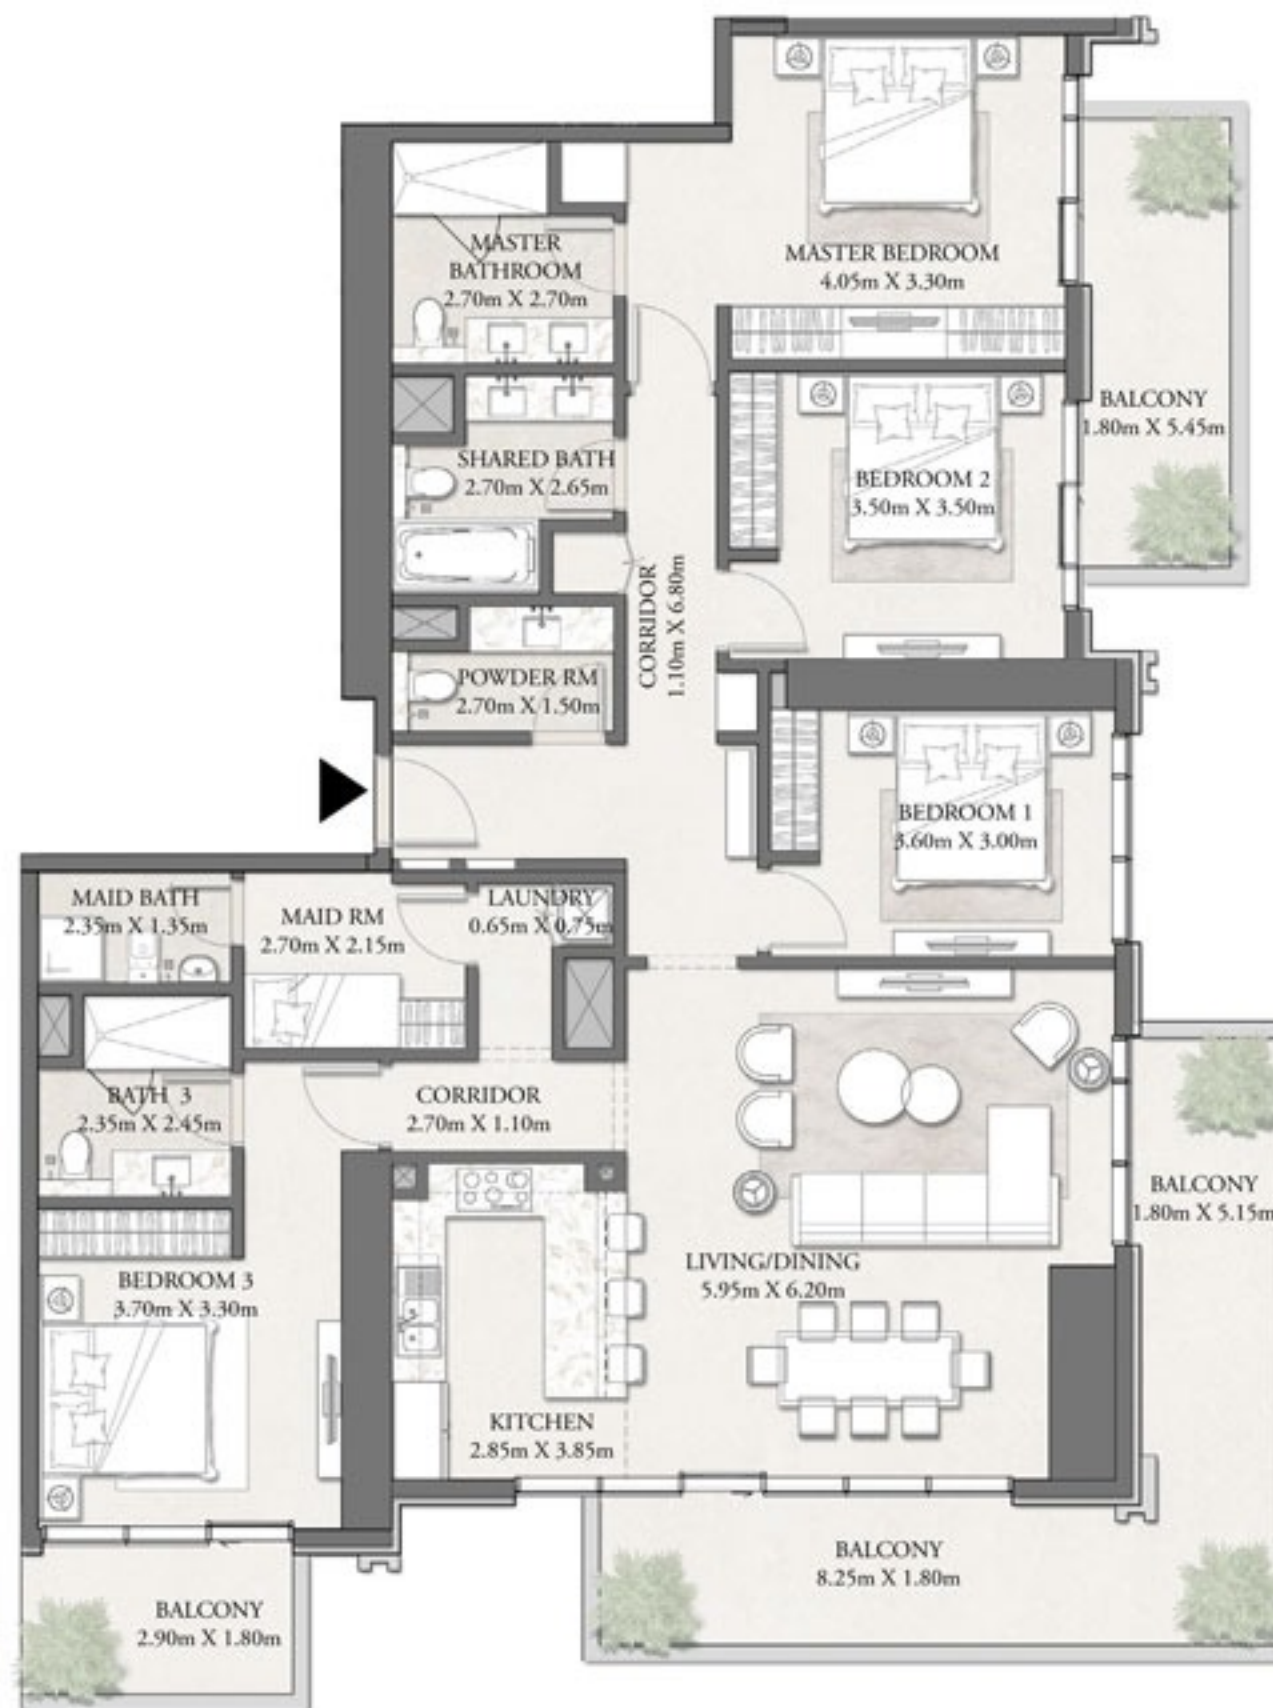 MASTER BEDROOM
4.05m X 3.30m
MASTER
BATHROOM
2.70m X 2.70m
BALCONY
1.80m X 5.45m
SHARED BATH
2.70m X 2.65m
BEDROOM 2
3.50m X 3.50m
CORRIDOR
1.10m X 6.80m
POWDER RM
2.70m X 1.50m
BEDROOM 1
3.60m X 3.00m
MAID BATH
2.35m X 1.35m
MAID RM
2.70m X 2.15m
LAUNDRY
0.65m X 0.75m
BATH 3
2.35m X 2.45m
CORRIDOR
2.70m X 1.10m
BALCONY
1.80m X 5.15m
LIVING/DINING
5.95m X 6.20m
BEDROOM 3
3.70m X 3.30m
KITCHEN
2.85m X 3.85m
BALCONY
8.25m X 1.80m
BALCONY
2.90m X 1.80m